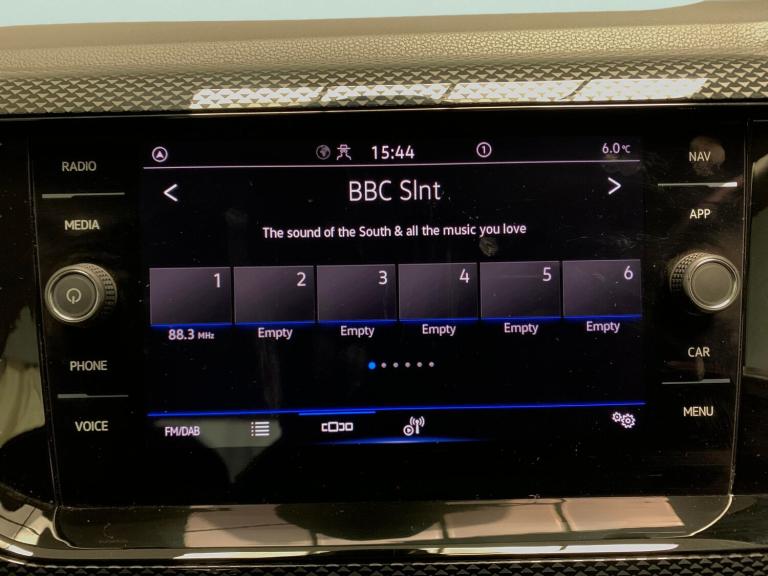 RADIO
MEDIA
PHONE
VOICE
15:44
1
6.0°C
< BBC Slnt >
The sound of the South & all the music you love
1 2 3 4 5 6
88.3 MHz Empty Empty Empty Empty Empty
FM/DAB
NAV
APP
CAR
MENU